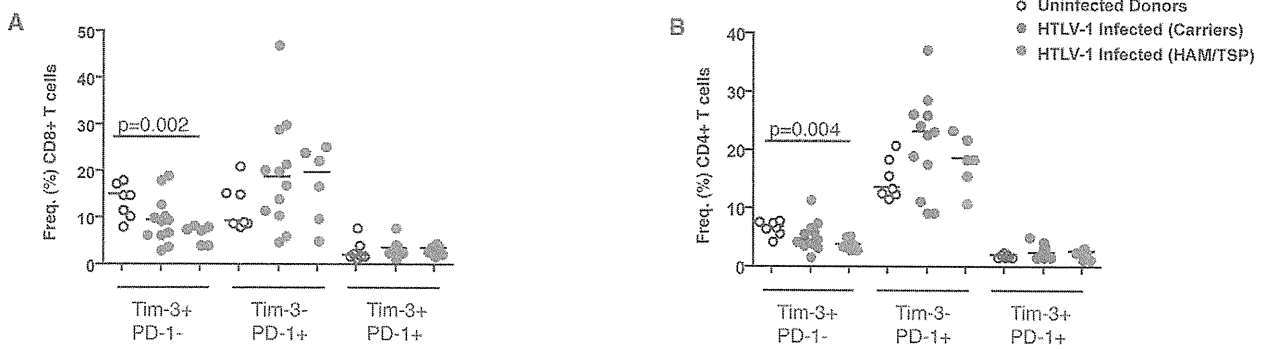 A
Freq. (%) CD8+ T cells
50
40
30
20
10
0
p=0.002
Tim-3+
PD-1-
Tim-3-
PD-1+
Tim-3+
PD-1+
B
Freq. (%) CD4+ T cells
40
30
20
10
0
p=0.004
Tim-3+
PD-1-
Tim-3-
PD-1+
Tim-3+
PD-1+
Uninfected Donors
HTLV-1 Infected (Carriers)
HTLV-1 Infected (HAM/TSP)